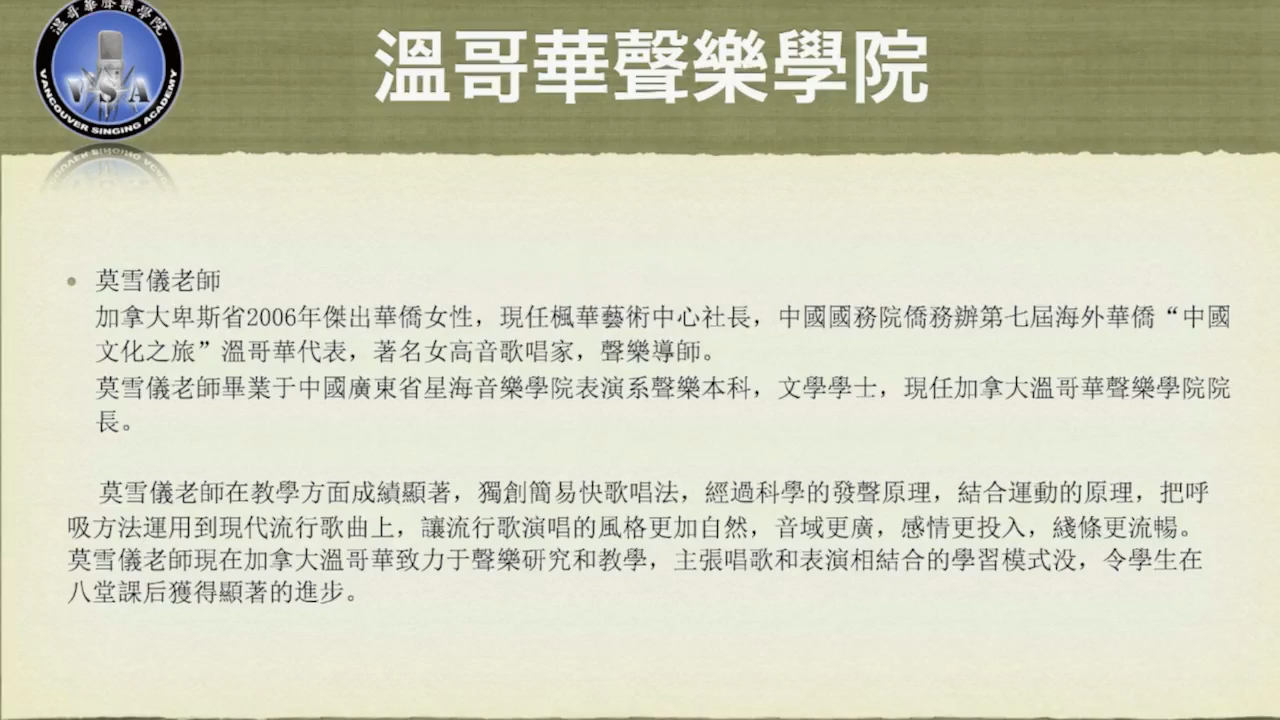 溫哥華聲樂學院
溫哥華聲樂學院
VSA
VANCOUVER SINGING ACADEMY
• 莫雪儀老師
加拿大卑斯省2006年傑出華僑女性，現任楓華藝術中心社長，中國國務院僑務辦第七屆海外華僑“中國
文化之旅”溫哥華代表，著名女高音歌唱家，聲樂導師。
莫雪儀老師畢業于中國廣東省星海音樂學院表演系聲樂本科，文學學士，現任加拿大溫哥華聲樂學院院
長。
莫雪儀老師在教學方面成績顯著，獨創簡易快歌唱法，經過科學的發聲原理，結合運動的原理，把呼
吸方法運用到現代流行歌曲上，讓流行歌演唱的風格更加自然，音域更廣，感情更投入，綫條更流暢。
莫雪儀老師現在加拿大溫哥華致力于聲樂研究和教學，主張唱歌和表演相結合的學習模式没，令學生在
八堂課后獲得顯著的進步。